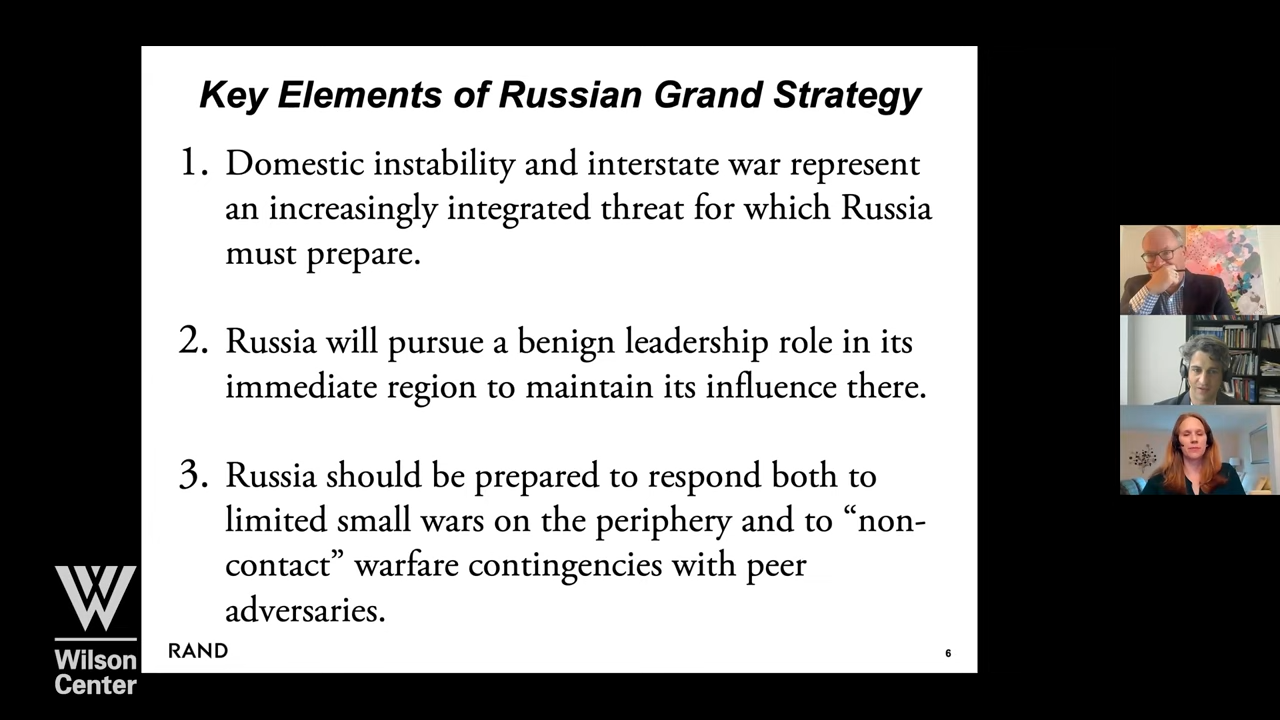 Key Elements of Russian Grand Strategy
1. Domestic instability and interstate war represent
an increasingly integrated threat for which Russia
must prepare.
2. Russia will pursue a benign leadership role in its
immediate region to maintain its influence there.
3. Russia should be prepared to respond both to
limited small wars on the periphery and to “non-
contact” warfare contingencies with peer
adversaries.
RAND
6
W
Wilson
Center